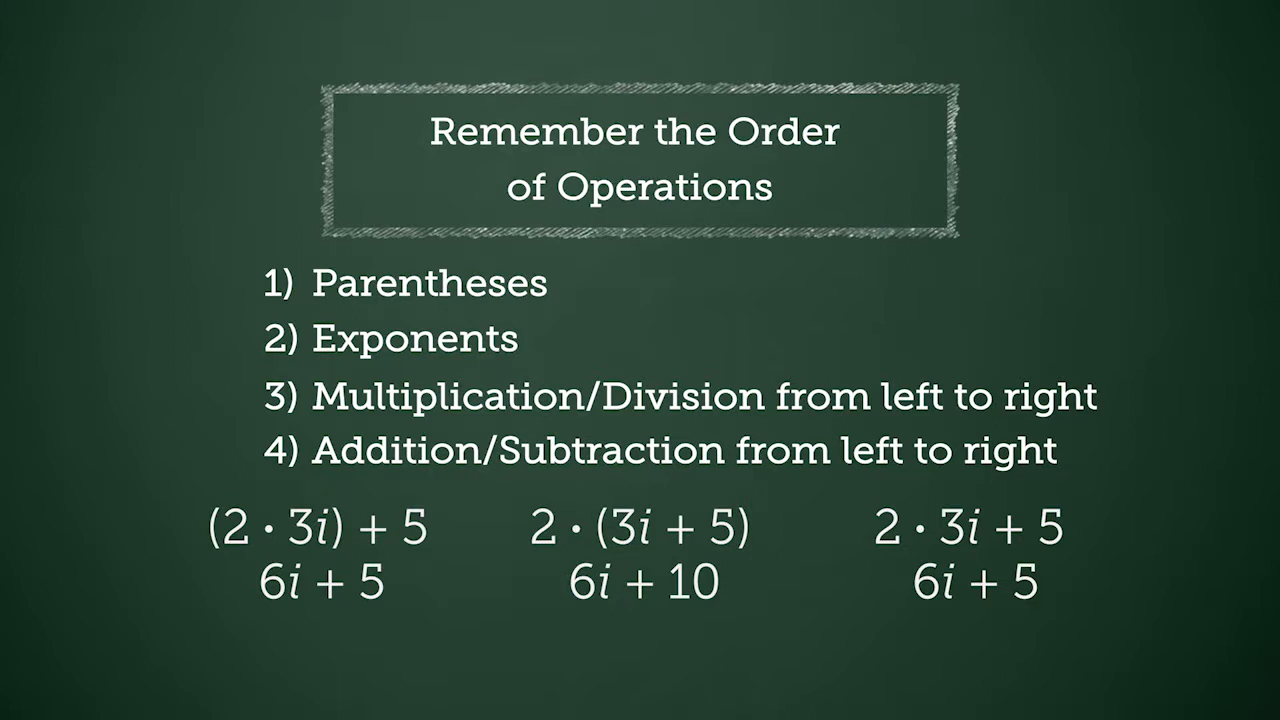 Remember the Order
of Operations
1) Parentheses
2) Exponents
3) Multiplication/Division from left to right
4) Addition/Subtraction from left to right
(2 · 3i) + 5
6i + 5
2 · (3i + 5)
6i + 10
2 · 3i + 5
6i + 5